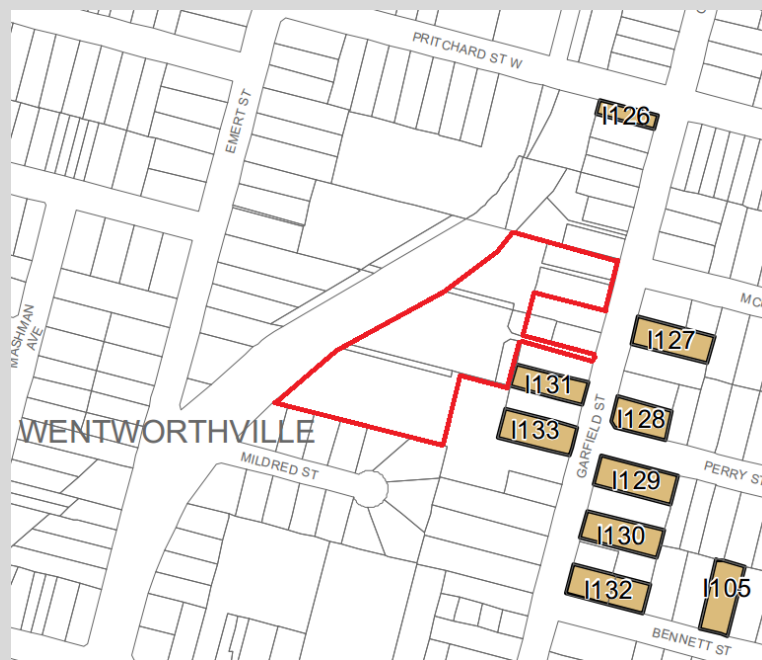 PRITCHARD ST W
I126
EMERT ST
MASHMAN
AVE
I127
I131
I128
I133
WENTWORTHVILLE
GARFIELD ST
MILDRED ST
PERRY ST
I129
I130
I132
I105
BENNETT ST